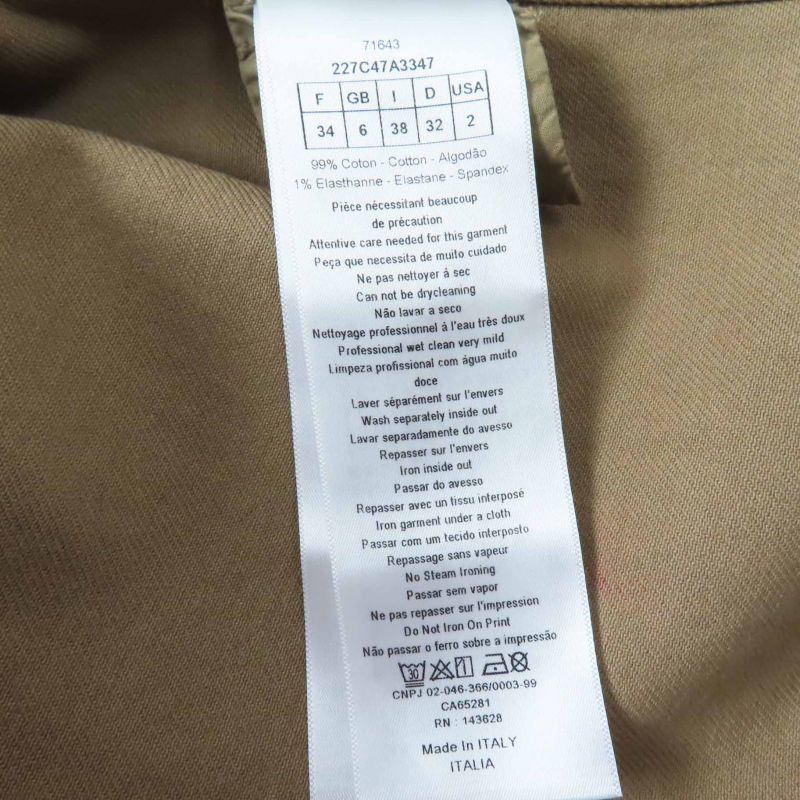 71643
227C47A3347
F GB I D USA
34 6 38 32 2
99% Coton - Cotton - Algodão
1% Elasthanne - Elastane - Spandex
Pièce nécessitant beaucoup
de précaution
Attentive care needed for this garment
Peça que necessita de muito cuidado
Ne pas nettoyer à sec
Can not be drycleaning
Não lavar a seco
Nettoyage professionnel à l'eau très doux
Professional wet clean very mild
Limpeza profissional com água muito
doce
Laver séparément sur l'envers
Wash separately inside out
Lavar separadamente do avesso
Repasser sur l'envers
Iron inside out
Passar do avesso
Repasser avec un tissu interposé
Iron garment under a cloth
Passar com um tecido interposto
Repassage sans vapeur
No Steam Ironing
Passar sem vapor
Ne pas repasser sur l'impression
Do Not Iron On Print
Não passar o ferro sobre a impressão
30
CNPJ 02-046-366/0003-99
CA65281
RN : 143628
Made In ITALY
ITALIA